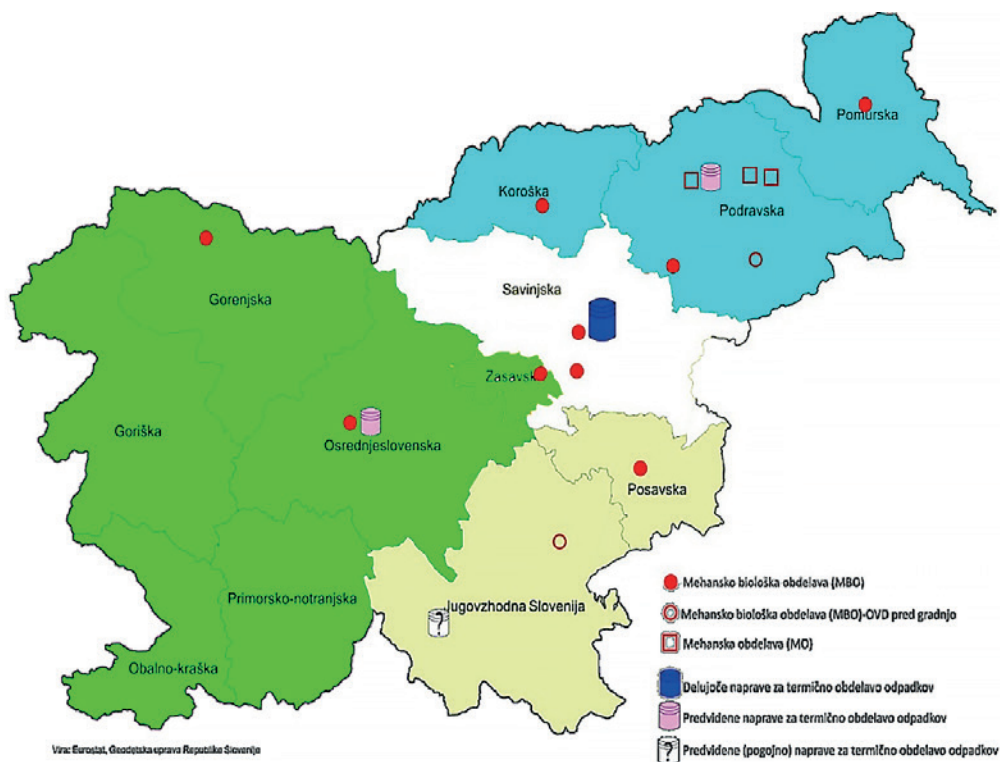 Pomurska
Koroška
Podravska
Gorenjska
Savinjska
Zasavsk
Goriška
Osrednjeslovenska
Posavska
Primorsko-notranjska
Jugovzhodna Slovenija
?
Obalno-kraška
Mehansko biološka obdelava (MBO)
Mehansko biološka obdelava (MBO)-OVD pred gradnjo
Mehanska obdelava (MO)
Delujoče naprave za termično obdelavo odpadkov
Predvidene naprave za termično obdelavo odpadkov
? Predvidene (pogojno) naprave za termično obdelavo odpadkov
Vira: Eurostat, Geodetska uprava Republike Slovenije